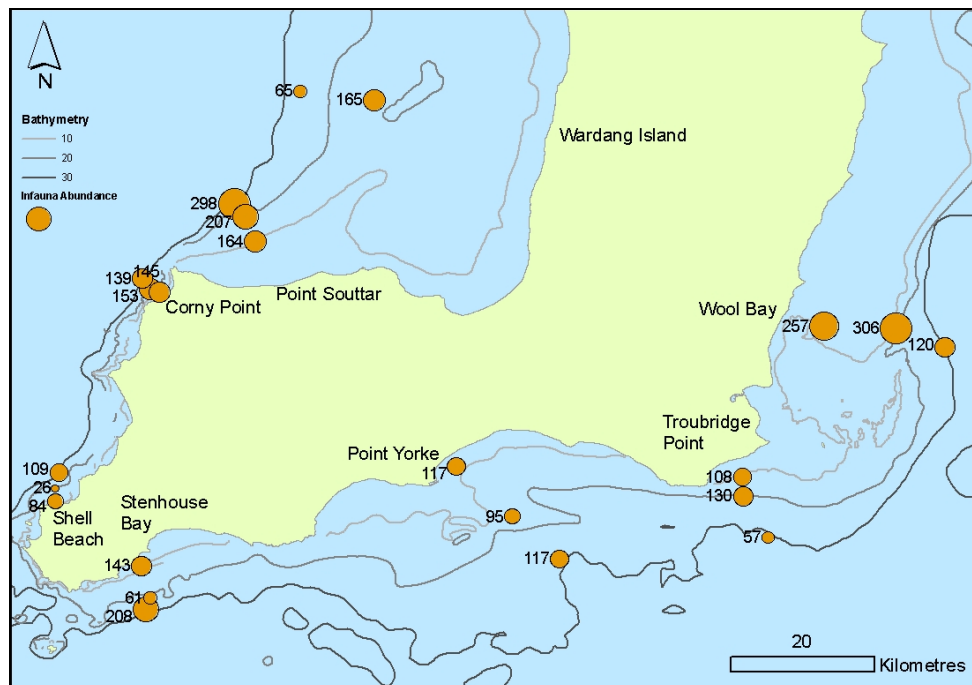 N
Bathymetry
10
20
30
Infauna Abundance
65
165
Wardang Island
298
207
164
139
145
153
Corny Point
Point Souttar
Wool Bay
257
306
120
Troubridge
Point
Point Yorke
117
109
26
84
Shell
Beach
Stenhouse
Bay
108
130
95
57
117
143
61
208
20
Kilometres